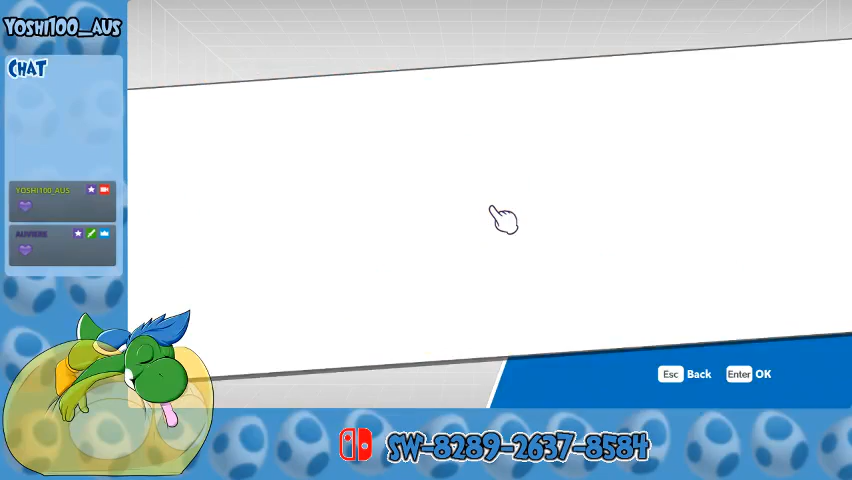 YOSHI100_AUS
CHAT
YOSHI100_AUS
AUVIERE
Esc Back Enter OK
SW-8289-2637-8584